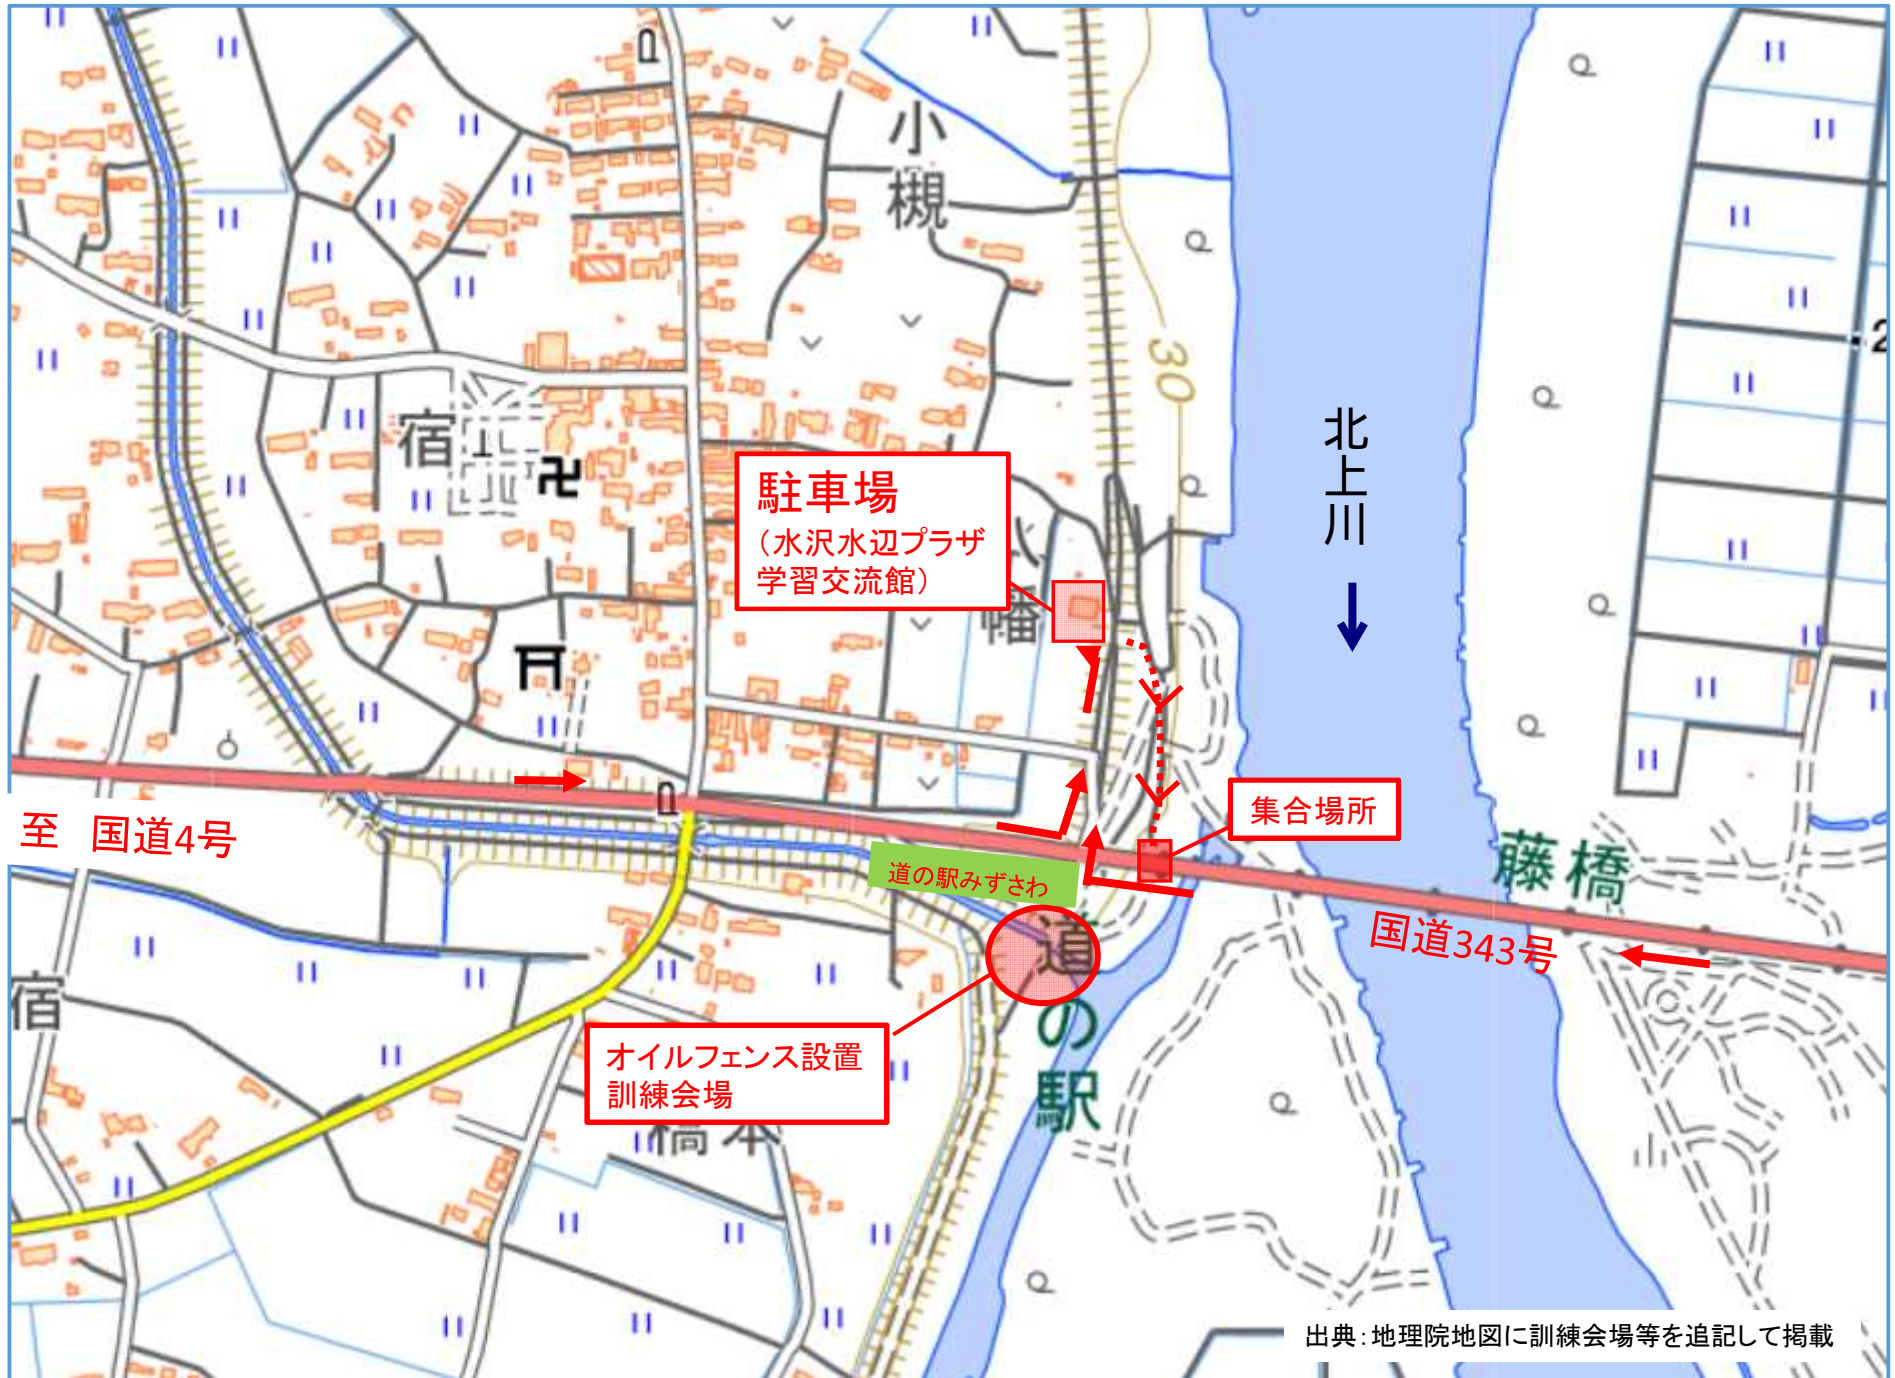 小槻
30
北上川
宿
駐車場
(水沢水辺プラザ
学習交流館)
幡
集合場所
至 国道4号
道の駅みずさわ
藤橋
国道343号
道の駅
宿
オイルフェンス設置
訓練会場
橋本
出典:地理院地図に訓練会場等を追記して掲載